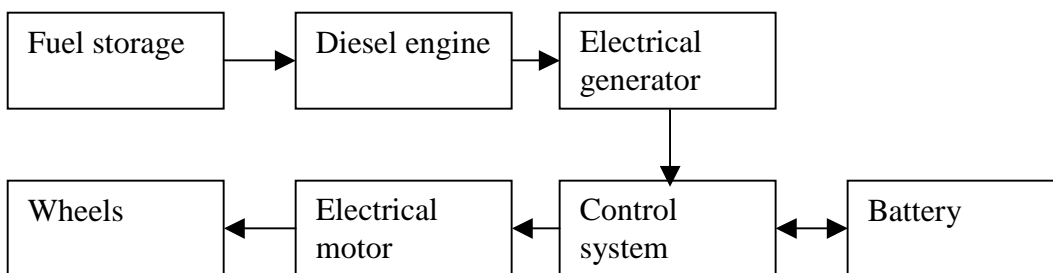 Fuel storage
Diesel engine
Electrical
generator
Wheels
Electrical
motor
Control
system
Battery